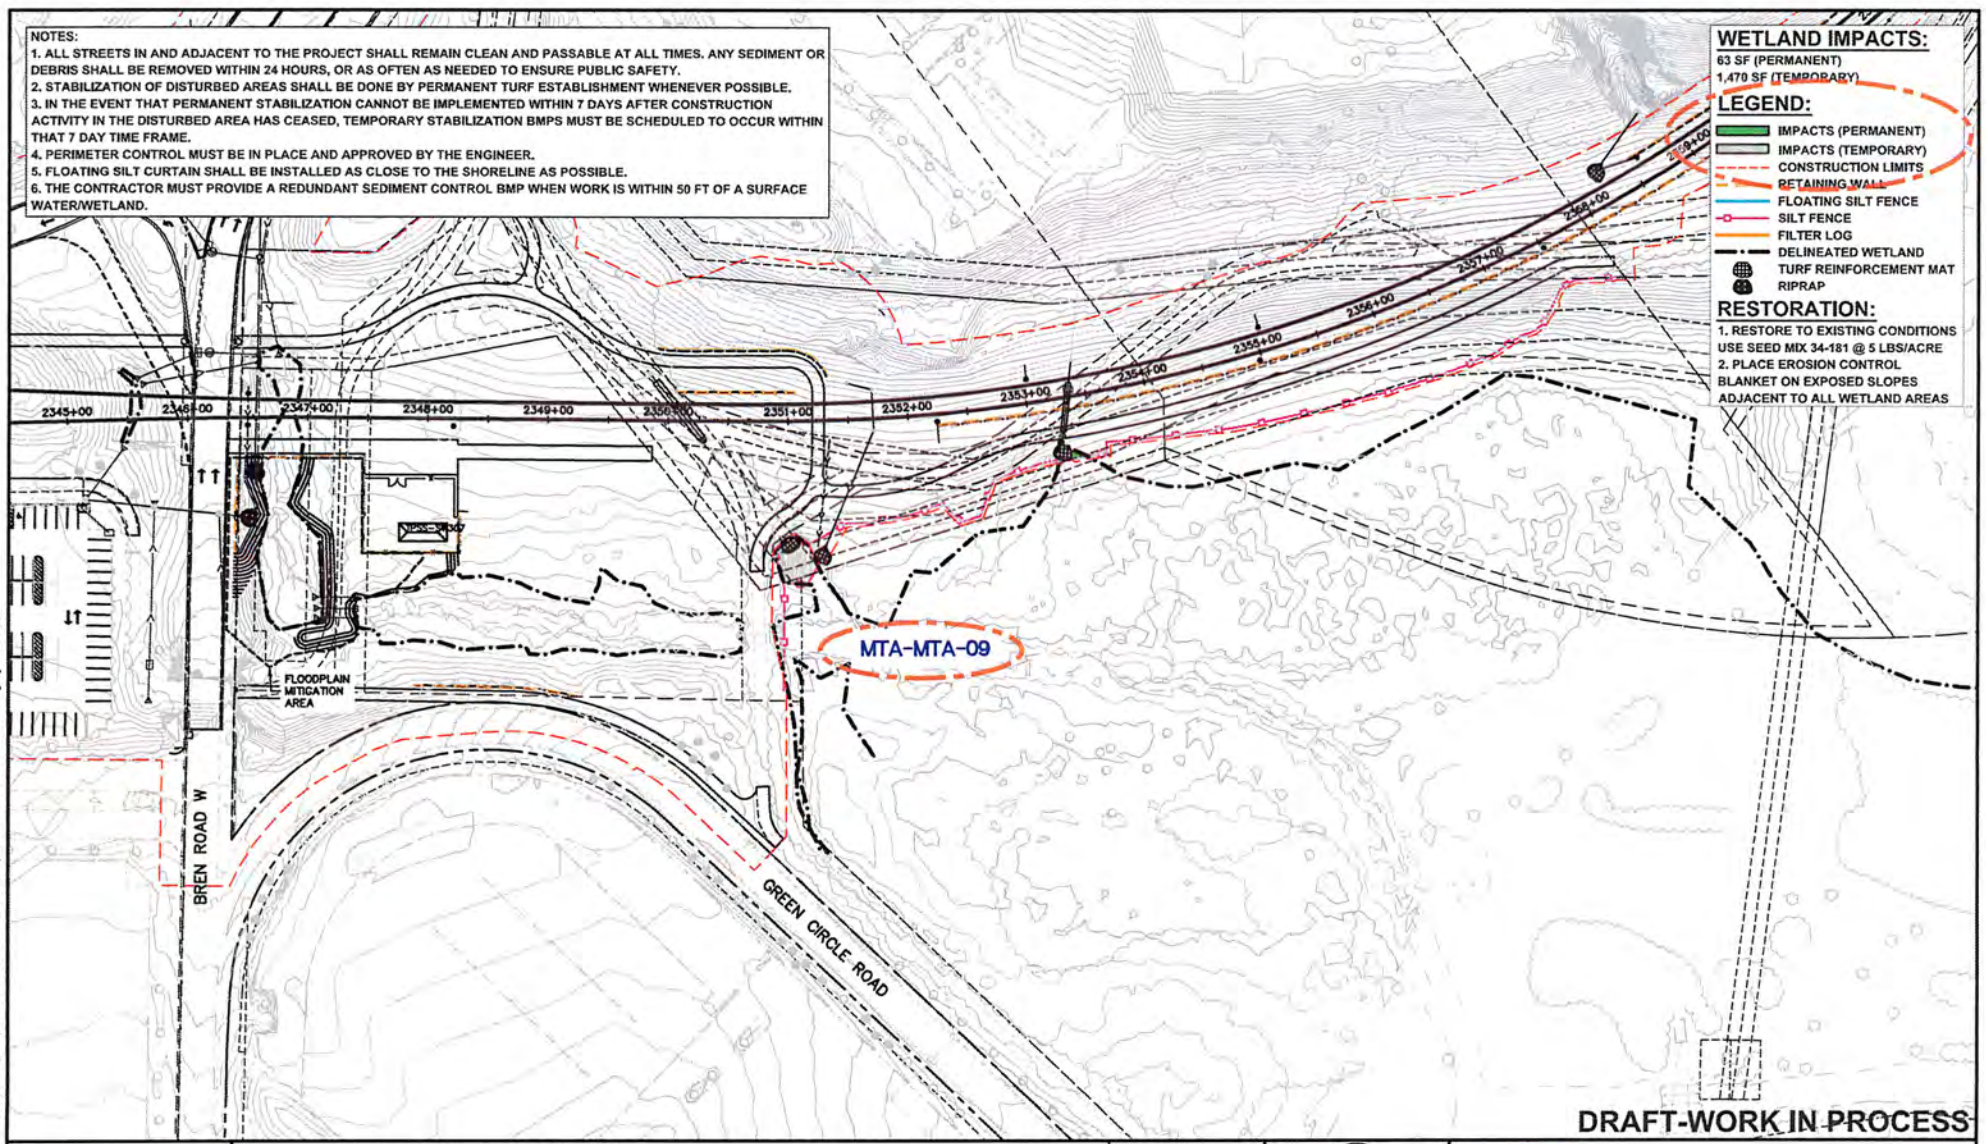 NOTES:
1. ALL STREETS IN AND ADJACENT TO THE PROJECT SHALL REMAIN CLEAN AND PASSABLE AT ALL TIMES. ANY SEDIMENT OR
DEBRIS SHALL BE REMOVED WITHIN 24 HOURS, OR AS OFTEN AS NEEDED TO ENSURE PUBLIC SAFETY.
2. STABILIZATION OF DISTURBED AREAS SHALL BE DONE BY PERMANENT TURF ESTABLISHMENT WHENEVER POSSIBLE.
3. IN THE EVENT THAT PERMANENT STABILIZATION CANNOT BE IMPLEMENTED WITHIN 7 DAYS AFTER CONSTRUCTION
ACTIVITY IN THE DISTURBED AREA HAS CEASED, TEMPORARY STABILIZATION BMPS MUST BE SCHEDULED TO OCCUR WITHIN
THAT 7 DAY TIME FRAME.
4. PERIMETER CONTROL MUST BE IN PLACE AND APPROVED BY THE ENGINEER.
5. FLOATING SILT CURTAIN SHALL BE INSTALLED AS CLOSE TO THE SHORELINE AS POSSIBLE.
6. THE CONTRACTOR MUST PROVIDE A REDUNDANT SEDIMENT CONTROL BMP WHEN WORK IS WITHIN 50 FT OF A SURFACE
WATER/WETLAND.
WETLAND IMPACTS:
63 SF (PERMANENT)
1,470 SF (TEMPORARY)
LEGEND:
IMPACTS (PERMANENT)
IMPACTS (TEMPORARY)
CONSTRUCTION LIMITS
RETAINING WALL
FLOATING SILT FENCE
SILT FENCE
FILTER LOG
DELINEATED WETLAND
TURF REINFORCEMENT MAT
RIPRAP
RESTORATION:
1. RESTORE TO EXISTING CONDITIONS
USE SEED MIX 34-181 @ 5 LBS/ACRE
2. PLACE EROSION CONTROL
BLANKET ON EXPOSED SLOPES
ADJACENT TO ALL WETLAND AREAS
2345+00
2346+00
2347+00
2348+00
2349+00
2350+00
2351+00
2352+00
2353+00
2354+00
2355+00
2356+00
2357+00
2358+00
2359+00
MTA-MTA-09
FLOODPLAIN
MITIGATION
AREA
BREN ROAD W
GREEN CIRCLE ROAD
DRAFT-WORK IN PROCESS